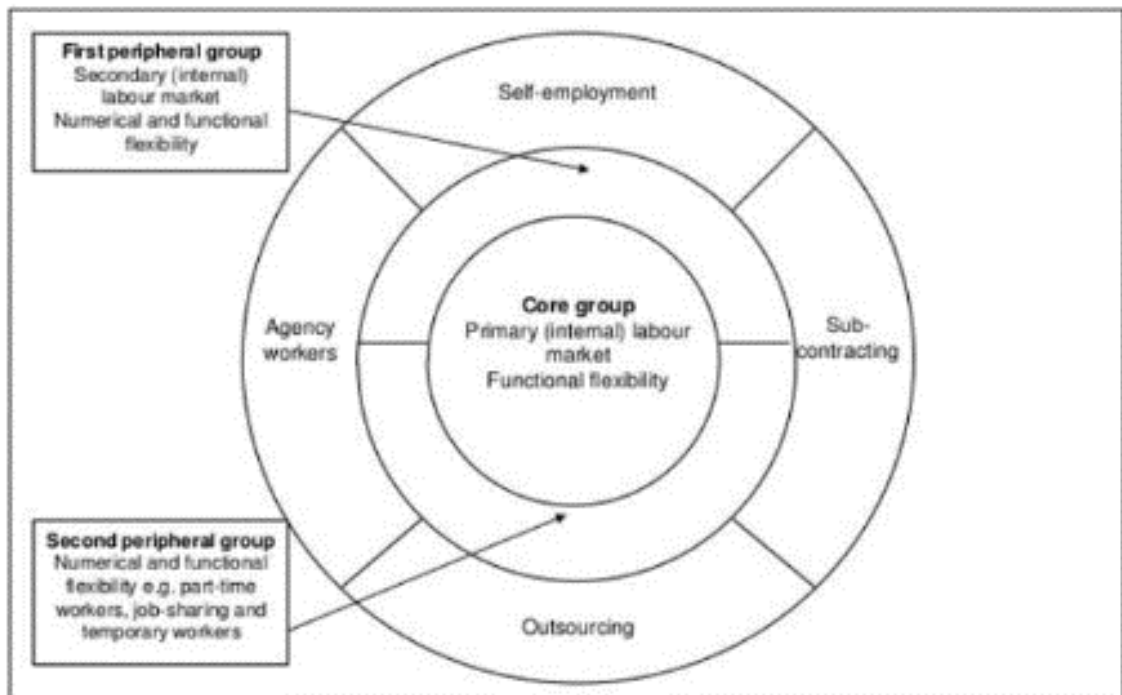 First peripheral group
Secondary (internal)
labour market
Numerical and functional
flexibility
Self-employment
Core group
Primary (internal) labour
market
Functional flexibility
Agency
workers
Sub-
contracting
Second peripheral group
Numerical and functional
flexibility e.g. part-time
workers, job-sharing and
temporary workers
Outsourcing